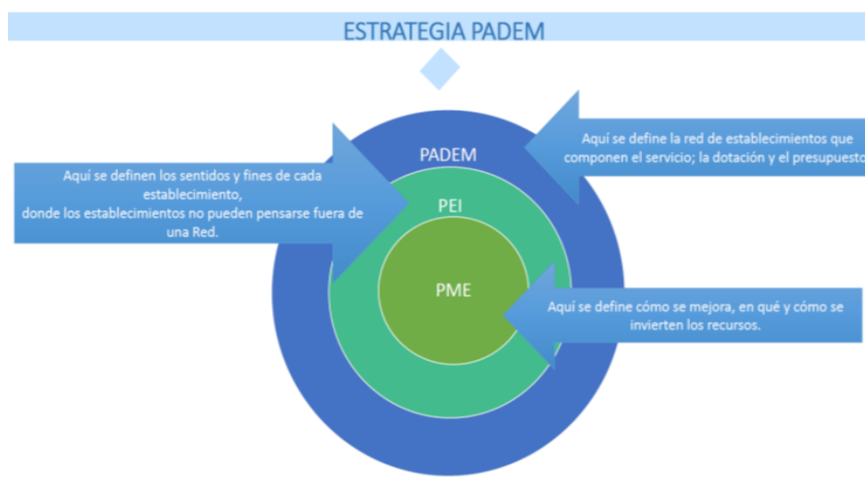 ESTRATEGIA PADEM
PADEM
Aquí se define la red de establecimientos que
componen el servicio; la dotación y el presupuesto
Aquí se definen los sentidos y fines de cada
establecimiento,
donde los establecimientos no pueden pensarse fuera de
una Red.
PEI
PME
Aquí se define cómo se mejora, en qué y cómo se
invierten los recursos.